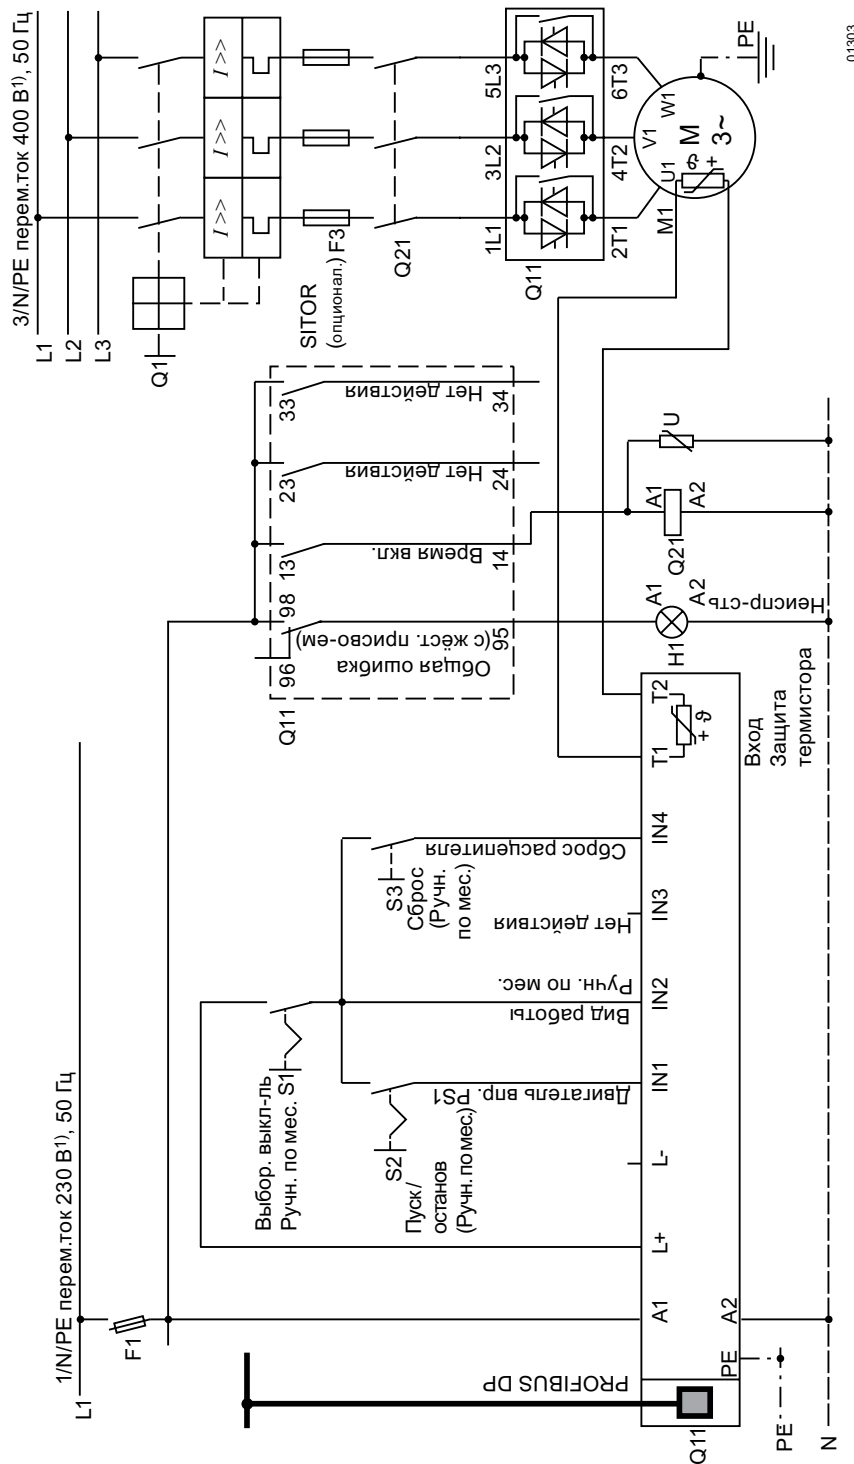 3/N/PE перем.ток 400 В¹⁾, 50 Гц
L1
L2
L3
Q1
I >>
I >>
I >>
SITOR
(опционал.) F3
Q21
1L1
3L2
5L3
Q11
2T1
4T2
6T3
M1
U1
V1
W1
M
3~
ϑ
+
PE
01303
1/N/PE перем.ток 230 В¹⁾, 50 Гц
L1
F1
Q11
96
98
13
23
33
Общая ошибка
(с жёст. присво-ем)
Время вкл.
Нет действия
Нет действия
95
14
24
34
H1
A1
A2
Неиспр-сть
Q21
A1
A2
U
Выбор. выкл-ль
Ручн. по мес. S1
S2
Пуск/
останов
(Ручн. по мес.)
S3
Сброс
(Ручн.
по мес.)
PROFIBUS DP
Двигатель впр.
PS1
Вид работы
Ручн. по мес.
Нет действия
Сброс расцепителя
A1
L+
L-
IN1
IN2
IN3
IN4
T1
T2
+ ϑ
Q11
PE
A2
Вход
Защита
термистора
PE
N